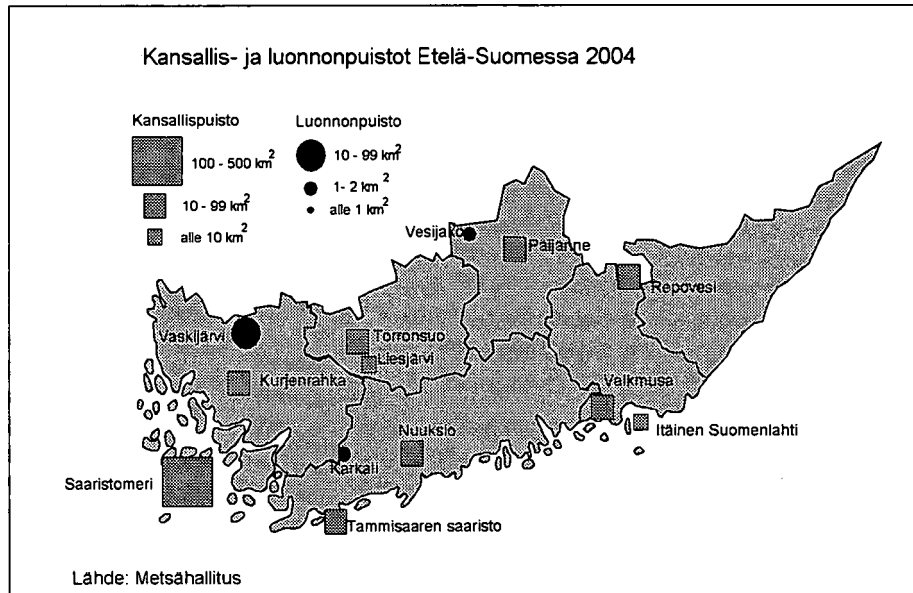 Kansallis- ja luonnonpuistot Etelä-Suomessa 2004
Kansallispuisto
100 - 500 km²
10 - 99 km²
alle 10 km²
Luonnonpuisto
10 - 99 km²
1- 2 km²
alle 1 km²
Vesijako
Päijänne
Repovesi
Vaskijärvi
Torronsuo
Liesjärvi
Kurjenrahka
Valkmusa
Nuuksio
Itäinen Suomenlahti
Karkali
Saaristomeri
Tammisaaren saaristo
Lähde: Metsähallitus